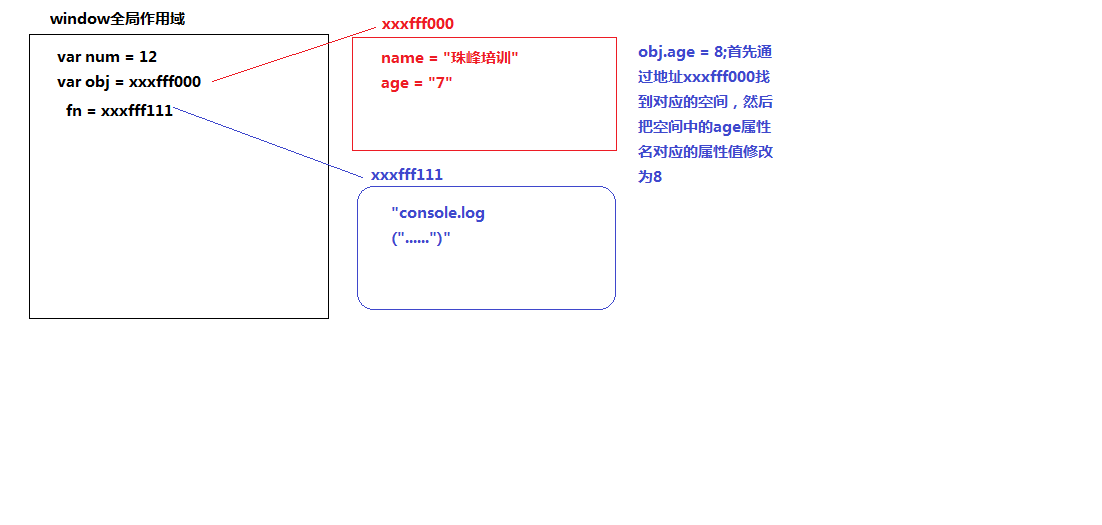 window全局作用域
var num = 12
var obj = xxxfff000
fn = xxxfff111
xxxfff000
name = "珠峰培训"
age = "7"
xxxfff111
"console.log
("......")"
obj.age = 8;首先通
过地址xxxfff000找
到对应的空间，然后
把空间中的age属性
名对应的属性值修改
为8